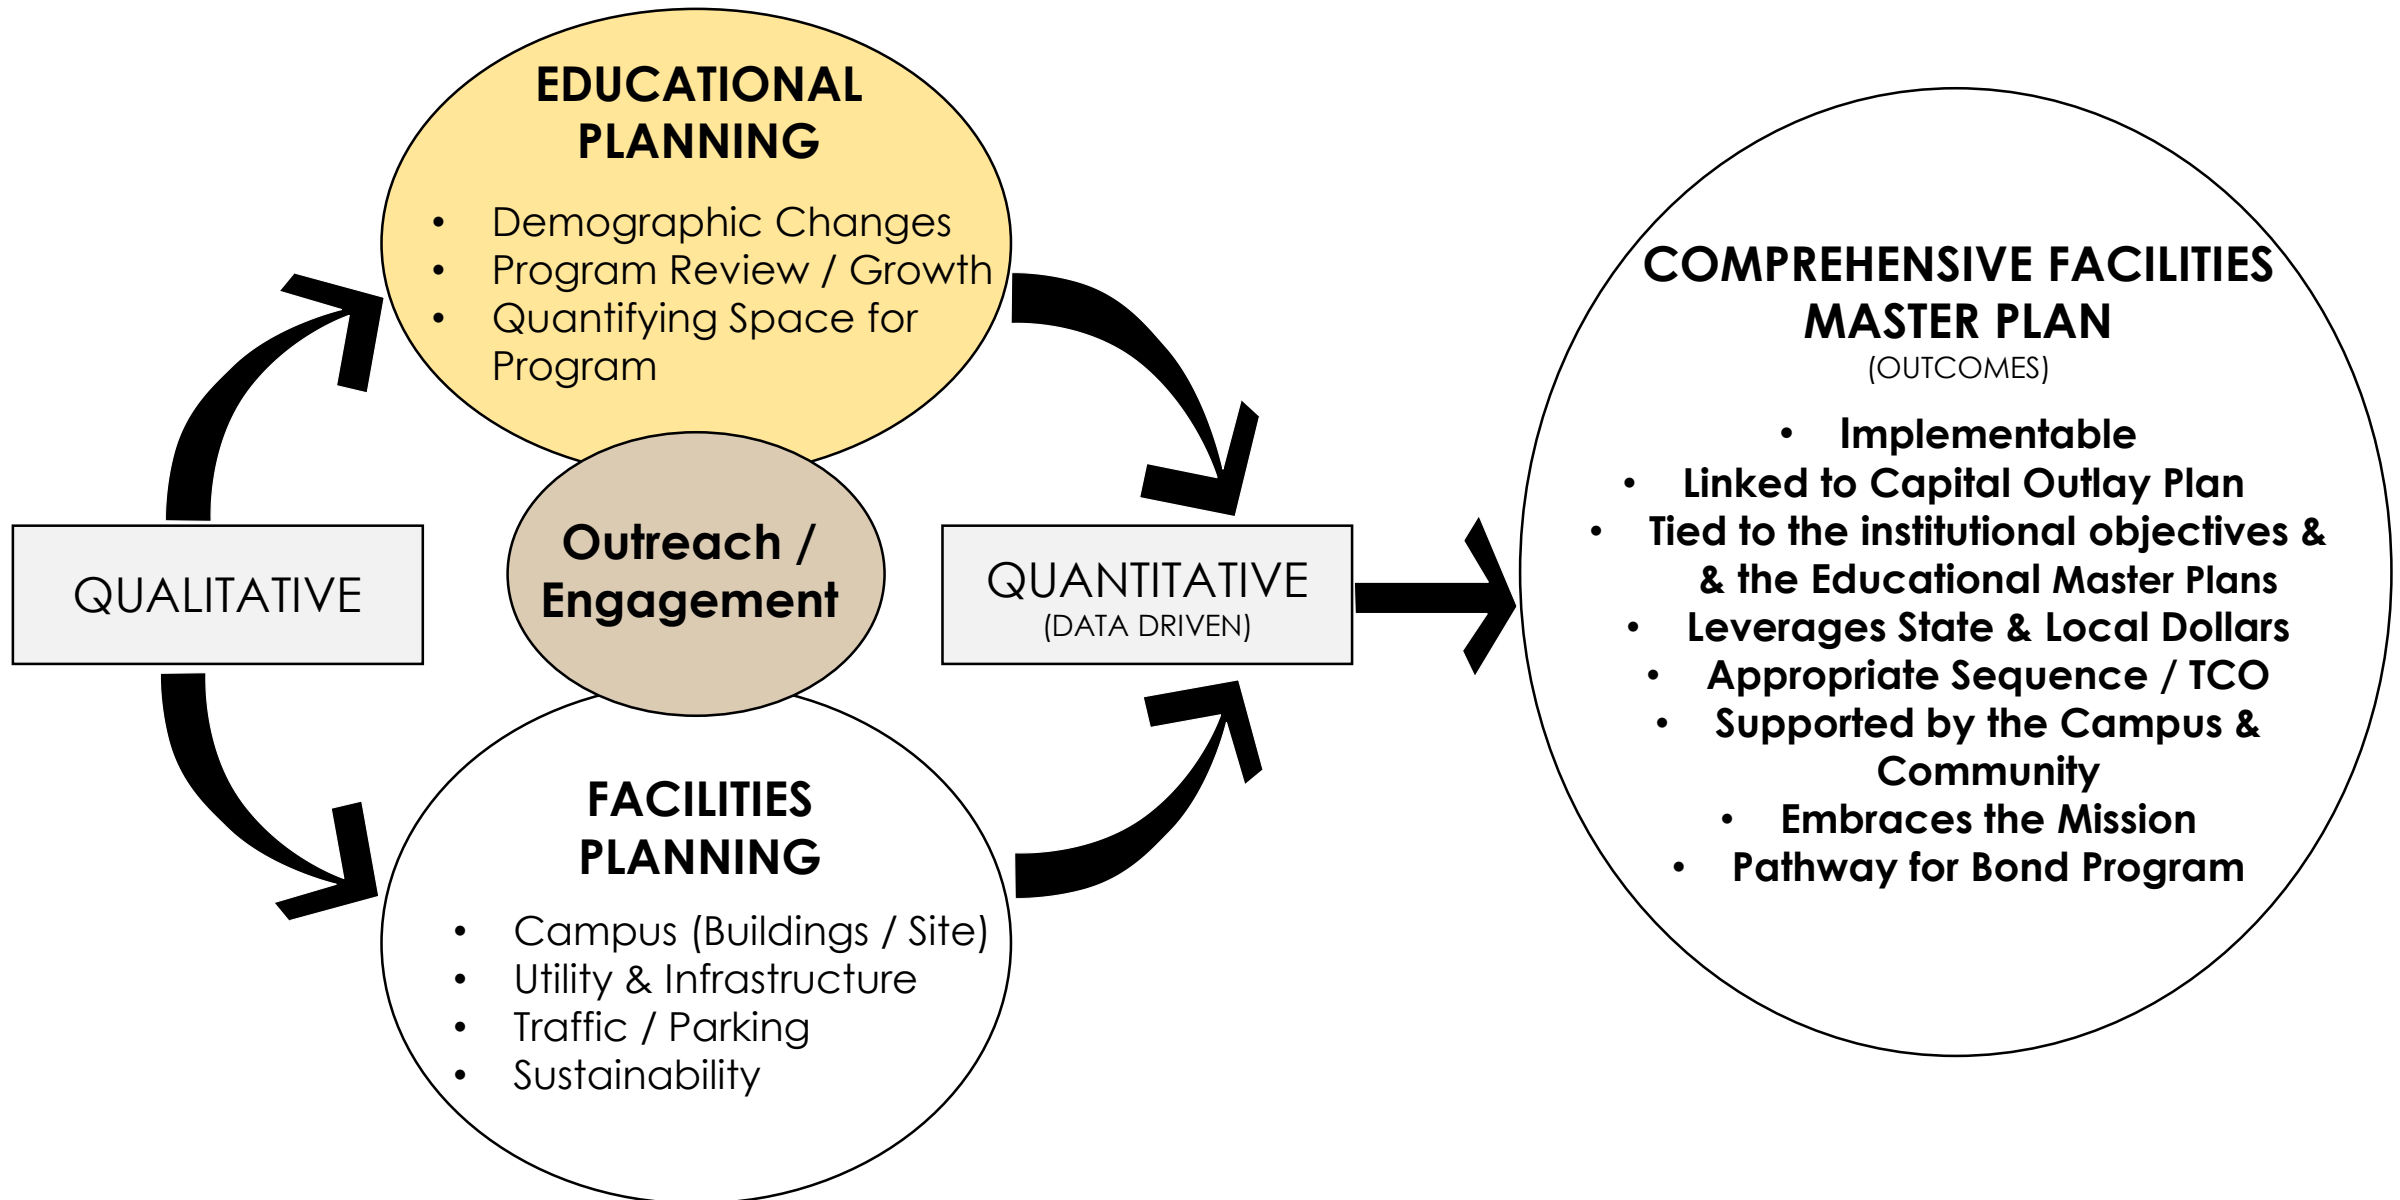 EDUCATIONAL
PLANNING
• Demographic Changes
• Program Review / Growth
• Quantifying Space for
Program
QUALITATIVE
Outreach /
Engagement
QUANTITATIVE
(DATA DRIVEN)
FACILITIES
PLANNING
• Campus (Buildings / Site)
• Utility & Infrastructure
• Traffic / Parking
• Sustainability
COMPREHENSIVE FACILITIES
MASTER PLAN
(OUTCOMES)
• Implementable
• Linked to Capital Outlay Plan
• Tied to the institutional objectives &
& the Educational Master Plans
• Leverages State & Local Dollars
• Appropriate Sequence / TCO
• Supported by the Campus &
Community
• Embraces the Mission
• Pathway for Bond Program